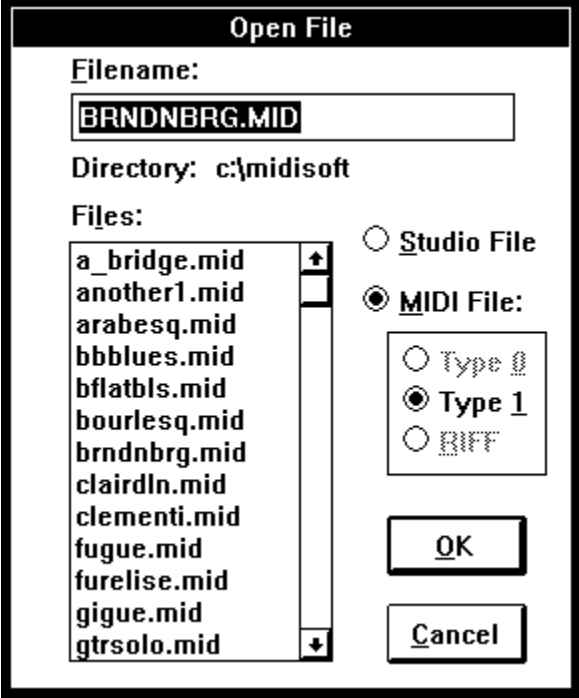 Open File
Filename:
BRNDNBRG.MID
Directory: c:\midisoft
Files:
a_bridge.mid
another1.mid
arabesq.mid
bbblues.mid
bflatbls.mid
bourlesq.mid
brndnbrg.mid
clairdln.mid
clementi.mid
fugue.mid
furelise.mid
gigue.mid
gtrsolo.mid
Studio File
MIDI File:
Type 0
Type 1
RIFF
OK
Cancel